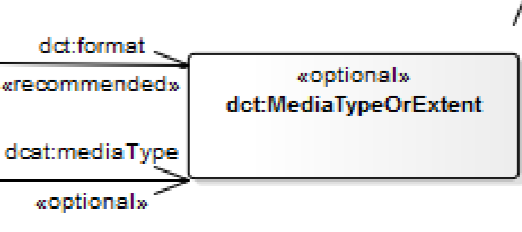 dct:format
«recommended»
«optional»
dct:MediaTypeOrExtent
dcat:mediaType
«optional»